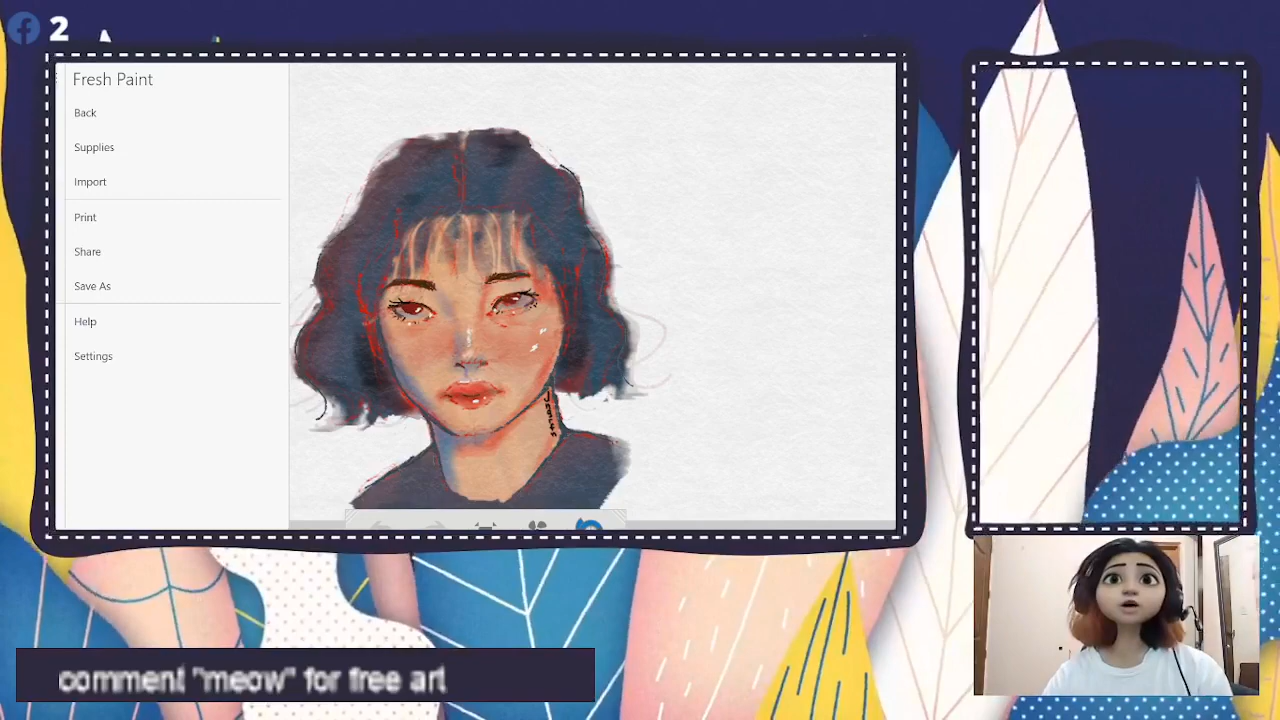 2
Fresh Paint
Back
Supplies
Import
Print
Share
Save As
Help
Settings
comment "meow" for free art